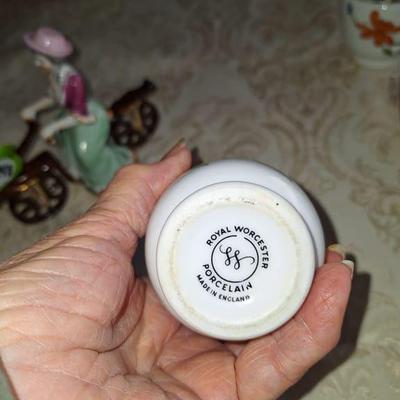 ROYAL WORCESTER
PORCELAIN
MADE IN ENGLAND